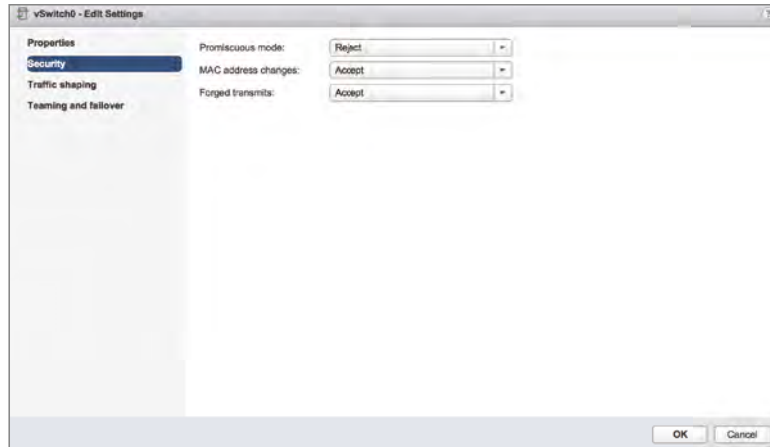 vSwitch0 - Edit Settings
Properties
Security
Traffic shaping
Teaming and failover
Promiscuous mode: Reject
MAC address changes: Accept
Forged transmits: Accept
OK Cancel